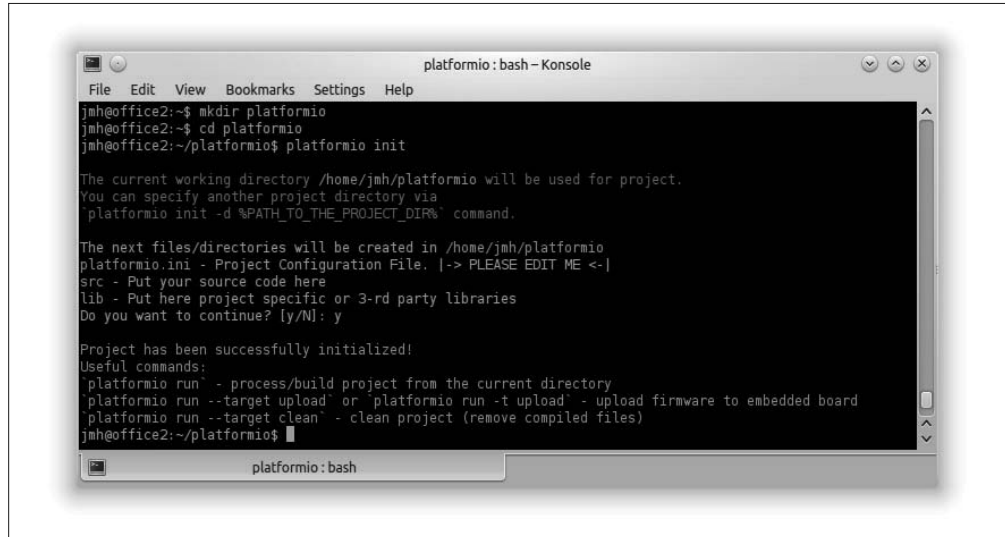 platformio : bash – Konsole
File Edit View Bookmarks Settings Help
jmh@office2:~$ mkdir platformio
jmh@office2:~$ cd platformio
jmh@office2:~/platformio$ platformio init
The current working directory /home/jmh/platformio will be used for project.
You can specify another project directory via
`platformio init -d %PATH_TO_THE_PROJECT_DIR%` command.
The next files/directories will be created in /home/jmh/platformio
platformio.ini - Project Configuration File. |-> PLEASE EDIT ME <-|
src - Put your source code here
lib - Put here project specific or 3-rd party libraries
Do you want to continue? [y/N]: y
Project has been successfully initialized!
Useful commands:
`platformio run` - process/build project from the current directory
`platformio run --target upload` or `platformio run -t upload` - upload firmware to embedded board
`platformio run --target clean` - clean project (remove compiled files)
jmh@office2:~/platformio$
platformio : bash